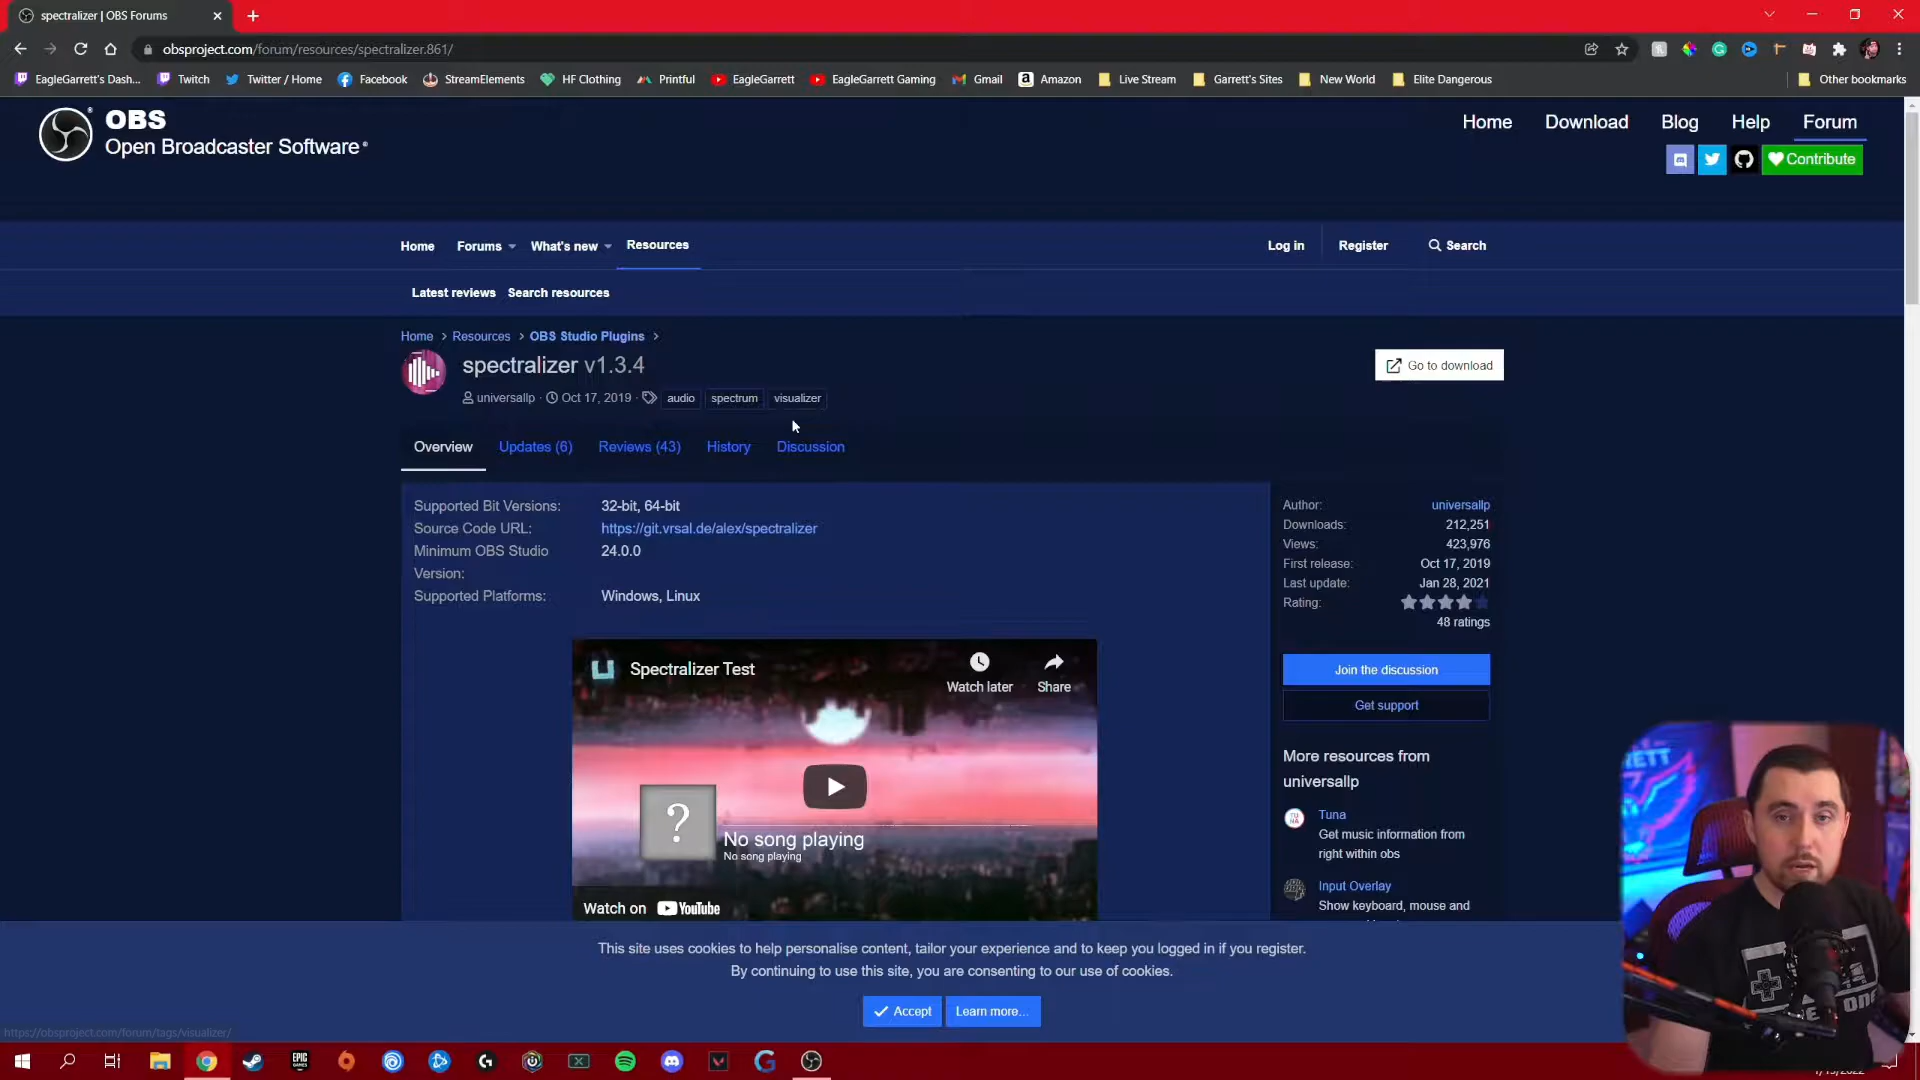 spectralizer | OBS Forums
obsproject.com/forum/resources/spectralizer.861/
EagleGarrett's Dash... Twitch Twitter / Home Facebook StreamElements HF Clothing Printful EagleGarrett EagleGarrett Gaming Gmail Amazon Live Stream Garrett's Sites New World Elite Dangerous Other bookmarks
OBS
Open Broadcaster Software
Home Download Blog Help Forum
Contribute
Home Forums What's new Resources Log in Register Search
Latest reviews Search resources
Home > Resources > OBS Studio Plugins >
spectralizer v1.3.4
Go to download
universallp · Oct 17, 2019 · audio spectrum visualizer
Overview Updates (6) Reviews (43) History Discussion
Supported Bit Versions: 32-bit, 64-bit
Source Code URL: https://git.vrsal.de/alex/spectralizer
Minimum OBS Studio Version: 24.0.0
Supported Platforms: Windows, Linux
Author: universallp
Downloads: 212,251
Views: 423,976
First release: Oct 17, 2019
Last update: Jan 28, 2021
Rating:
48 ratings
Join the discussion
Get support
Spectralizer Test
Watch later Share
?
No song playing
No song playing
Watch on YouTube
More resources from
universallp
Tuna
Get music information from
right within obs
Input Overlay
Show keyboard, mouse and
This site uses cookies to help personalise content, tailor your experience and to keep you logged in if you register.
By continuing to use this site, you are consenting to our use of cookies.
Accept Learn more...
https://obsproject.com/forum/tags/visualizer/
EPIC GAMES